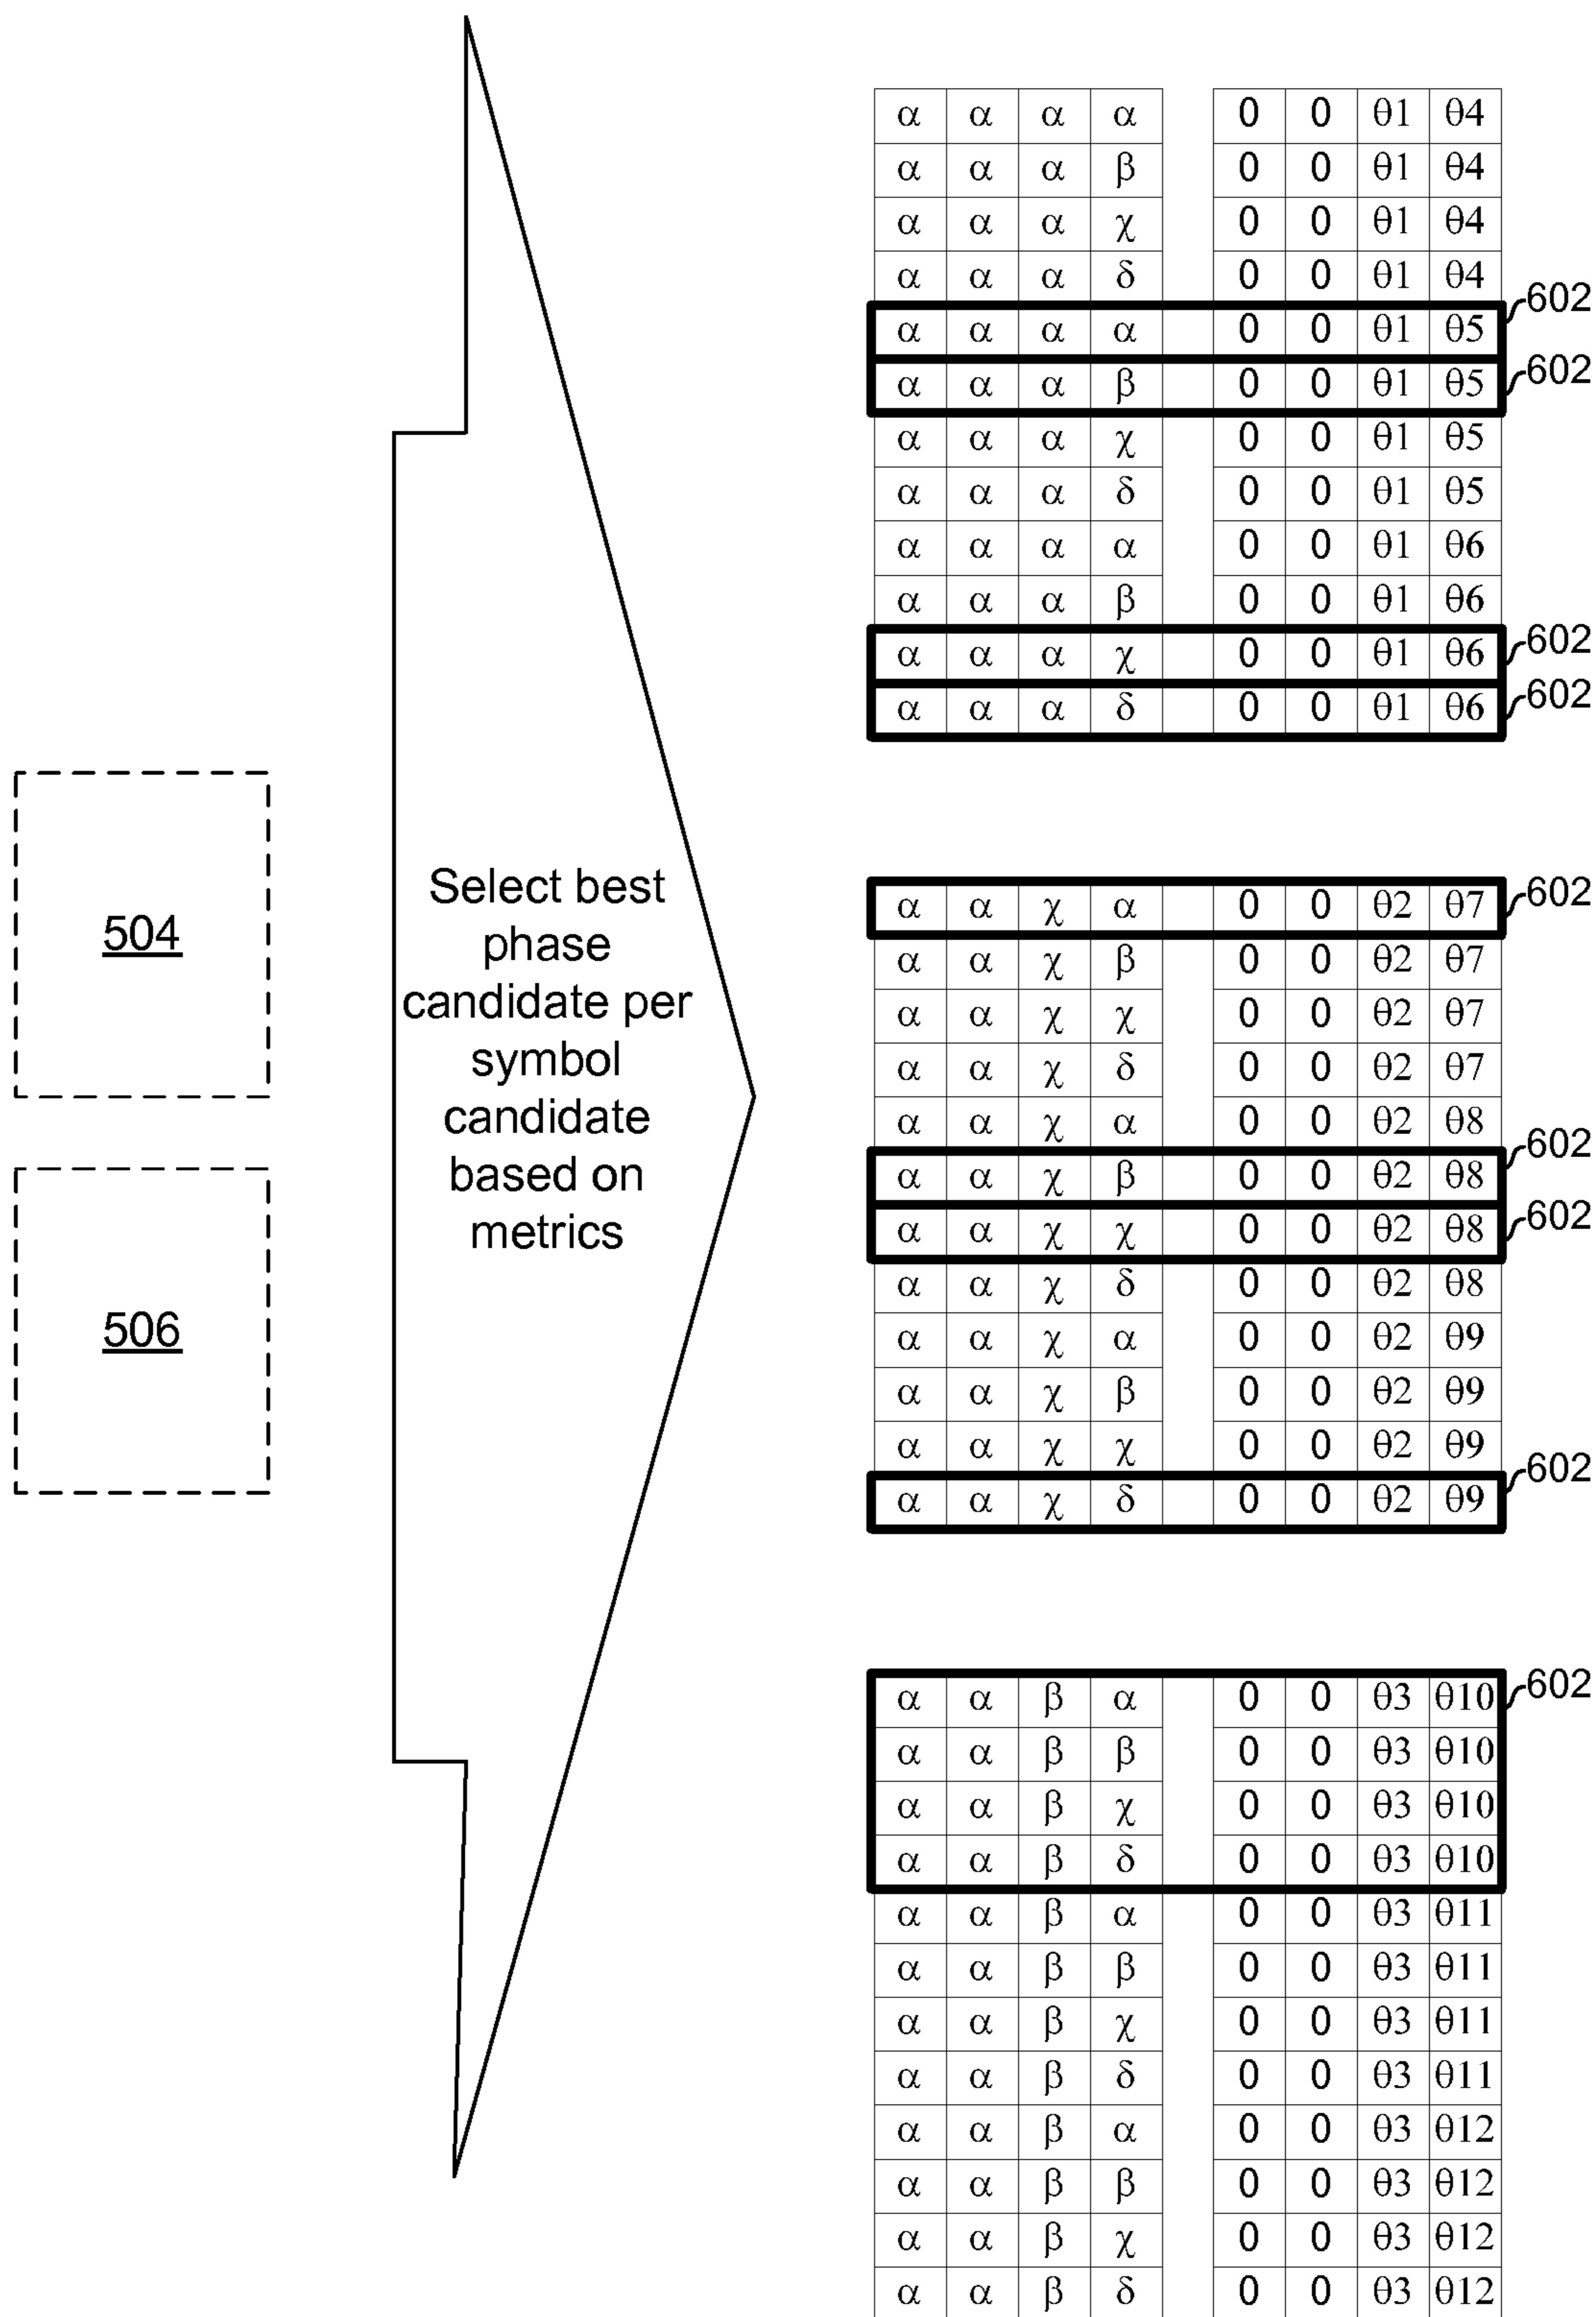 504
506
Select best
phase
candidate per
symbol
candidate
based on
metrics
α α α α 0 0 θ1 θ4
α α α β 0 0 θ1 θ4
α α α χ 0 0 θ1 θ4
α α α δ 0 0 θ1 θ4
α α α α 0 0 θ1 θ5 602
α α α β 0 0 θ1 θ5 602
α α α χ 0 0 θ1 θ5
α α α δ 0 0 θ1 θ5
α α α α 0 0 θ1 θ6
α α α β 0 0 θ1 θ6
α α α χ 0 0 θ1 θ6 602
α α α δ 0 0 θ1 θ6 602
α α χ α 0 0 θ2 θ7 602
α α χ β 0 0 θ2 θ7
α α χ χ 0 0 θ2 θ7
α α χ δ 0 0 θ2 θ7
α α χ α 0 0 θ2 θ8
α α χ β 0 0 θ2 θ8 602
α α χ χ 0 0 θ2 θ8 602
α α χ δ 0 0 θ2 θ8
α α χ α 0 0 θ2 θ9
α α χ β 0 0 θ2 θ9
α α χ χ 0 0 θ2 θ9
α α χ δ 0 0 θ2 θ9 602
α α β α 0 0 θ3 θ10 602
α α β β 0 0 θ3 θ10
α α β χ 0 0 θ3 θ10
α α β δ 0 0 θ3 θ10
α α β α 0 0 θ3 θ11
α α β β 0 0 θ3 θ11
α α β χ 0 0 θ3 θ11
α α β δ 0 0 θ3 θ11
α α β α 0 0 θ3 θ12
α α β β 0 0 θ3 θ12
α α β χ 0 0 θ3 θ12
α α β δ 0 0 θ3 θ12